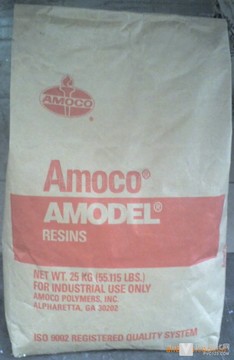 AMOCO
Amoco®
AMODEL®
RESINS
NET WT. 25 KG (55.115 LBS.)
FOR INDUSTRIAL USE ONLY
AMOCO POLYMERS, INC.
ALPHARETTA, GA 30202
ISO 9002 REGISTERED QUALITY SYSTEM